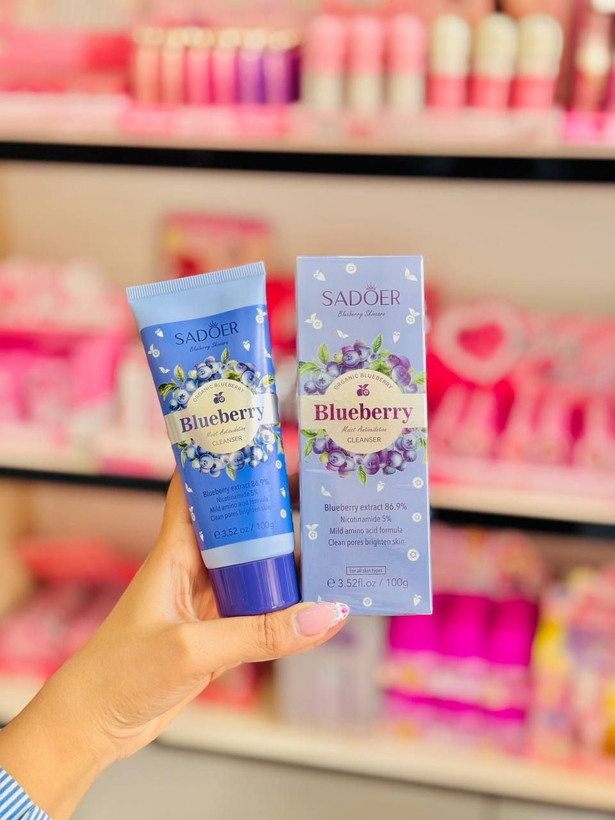 SADOER
Blueberry Skincare
ORGANIC BLUEBERRY
Blueberry
Moist Antioxidation
CLEANSER
Blueberry extract 86.9%
Nicotinamide 5%
Mild amino acid formula
Clean pores brighten skin
℮ 3.52 oz / 100g
SADOER
Blueberry Skincare
ORGANIC BLUEBERRY
Blueberry
Moist Antioxidation
CLEANSER
Blueberry extract 86.9%
Nicotinamide 5%
Mild amino acid formula
Clean pores brighten skin
For all skin types
℮ 3.52fl.oz / 100g